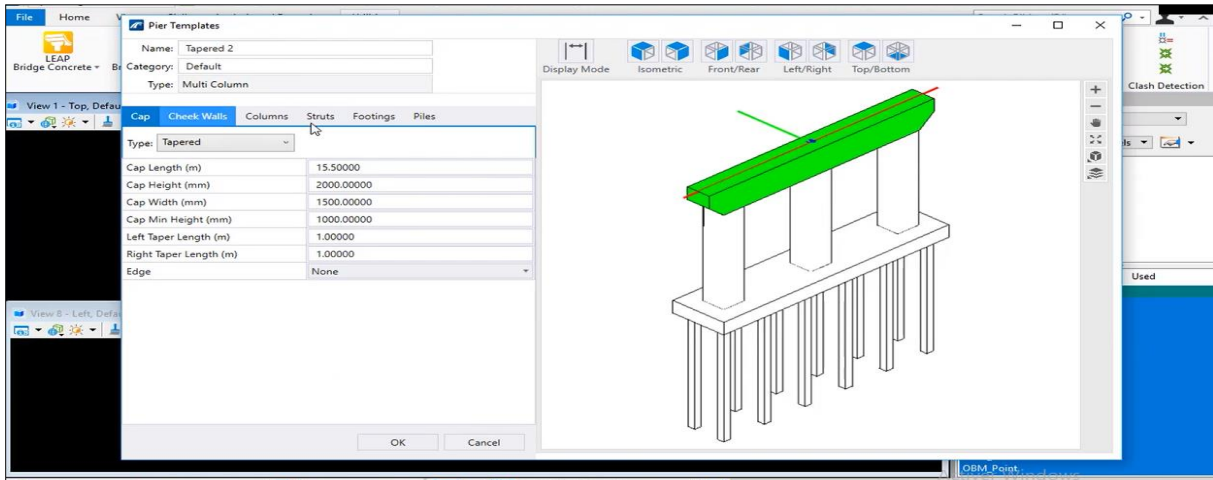 File Home
Pier Templates
Name: Tapered 2
Category: Default
Type: Multi Column
Display Mode Isometric Front/Rear Left/Right Top/Bottom
LEAP
Bridge Concrete
Clash Detection
View 1 - Top, Defau
Cap Cheek Walls Columns Struts Footings Piles
Type: Tapered
Cap Length (m) 15.50000
Cap Height (mm) 2000.00000
Cap Width (mm) 1500.00000
Cap Min Height (mm) 1000.00000
Left Taper Length (m) 1.00000
Right Taper Length (m) 1.00000
Edge None
Used
View 8 - Left, Defau
OK Cancel
OBM_Point